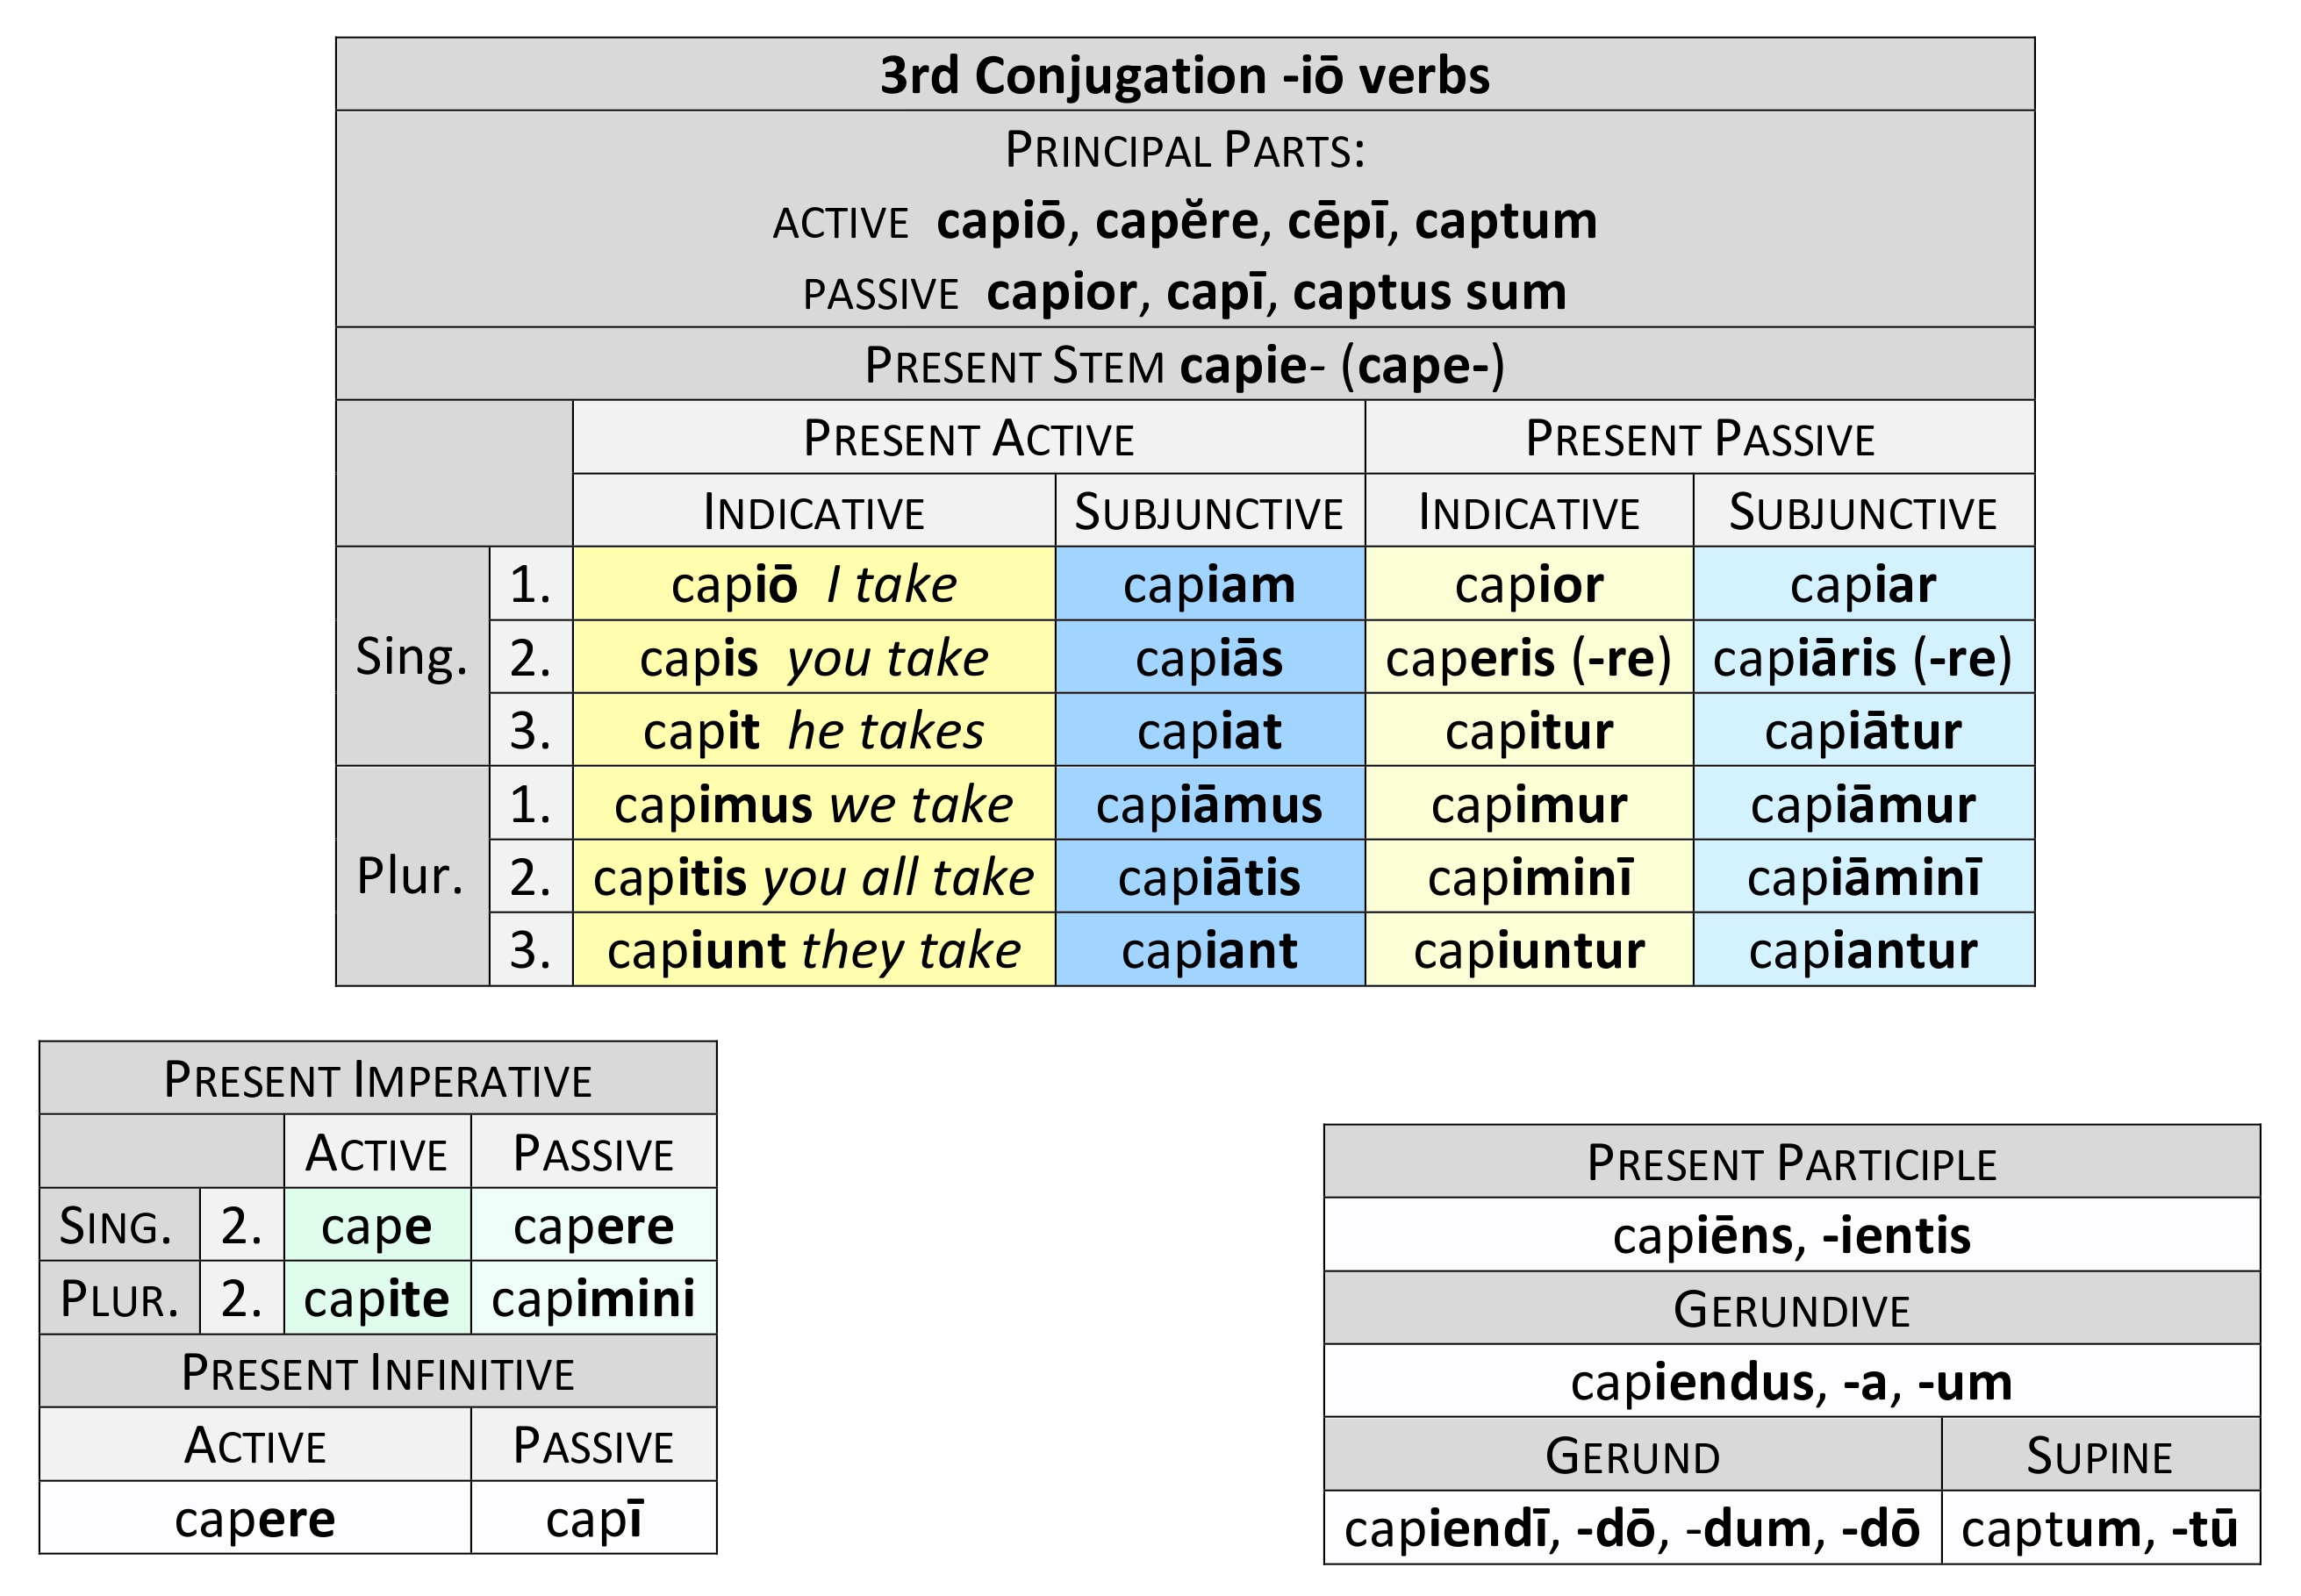 3rd Conjugation -iō verbs
PRINCIPAL PARTS:
ACTIVE capiō, capĕre, cēpī, captum
PASSIVE capior, capī, captus sum
PRESENT STEM capie- (cape-)
PRESENT ACTIVE PRESENT PASSIVE
INDICATIVE SUBJUNCTIVE INDICATIVE SUBJUNCTIVE
Sing. 1. capiō I take capiam capior capiar
2. capis you take capiās caperis (-re) capiāris (-re)
3. capit he takes capiat capitur capiātur
Plur. 1. capimus we take capiāmus capimur capiāmur
2. capitis you all take capiātis capiminī capiāminī
3. capiunt they take capiant capiuntur capiantur
PRESENT IMPERATIVE
ACTIVE PASSIVE
SING. 2. cape capere
PLUR. 2. capite capimini
PRESENT INFINITIVE
ACTIVE PASSIVE
capere capī
PRESENT PARTICIPLE
capiēns, -ientis
GERUNDIVE
capiendus, -a, -um
GERUND SUPINE
capiendī, -dō, -dum, -dō captum, -tū